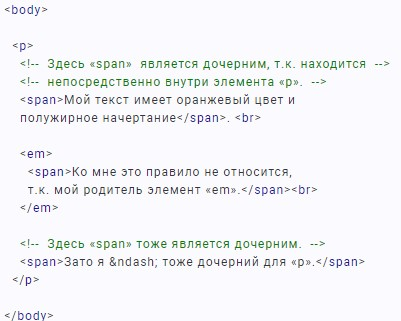 <body>
<p>
<!-- Здесь «span» является дочерним, т.к. находится -->
<!-- непосредственно внутри элемента «p». -->
<span>Мой текст имеет оранжевый цвет и
полужирное начертание</span>. <br>
<em>
<span>Ко мне это правило не относится,
т.к. мой родитель элемент «em».</span><br>
</em>
<!-- Здесь «span» тоже является дочерним. -->
<span>Зато я &ndash; тоже дочерний для «p».</span>
</p>
</body>